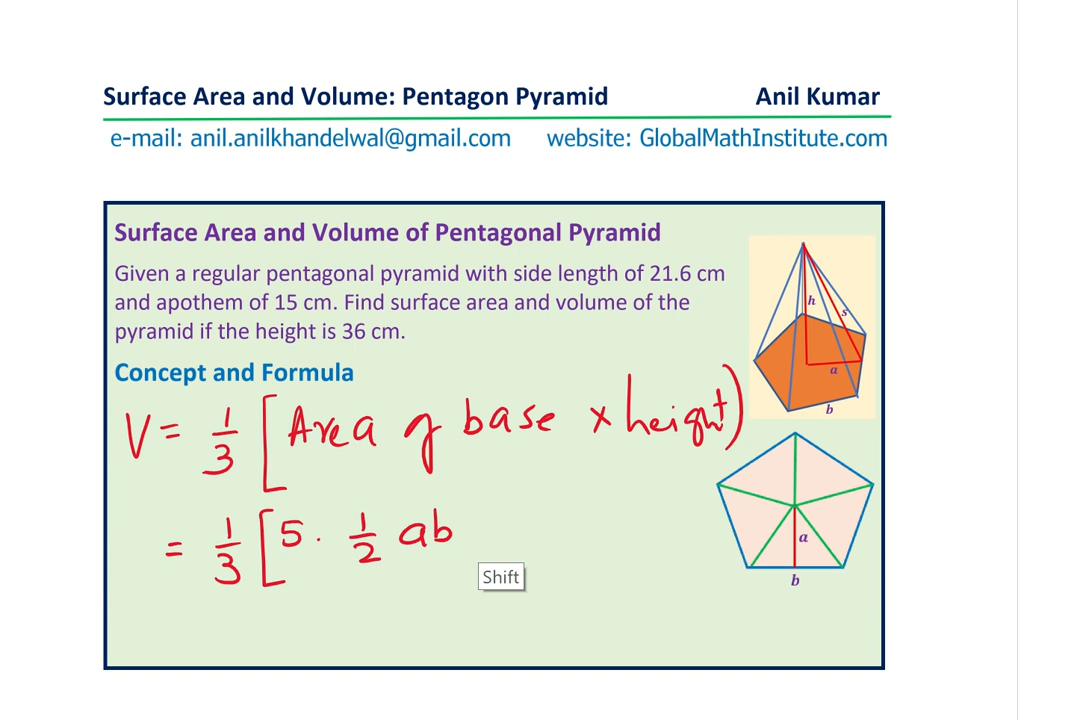 Surface Area and Volume: Pentagon Pyramid Anil Kumar
e-mail: anil.anilkhandelwal@gmail.com website: GlobalMathInstitute.com
Surface Area and Volume of Pentagonal Pyramid
Given a regular pentagonal pyramid with side length of 21.6 cm
and apothem of 15 cm. Find surface area and volume of the
pyramid if the height is 36 cm.
Concept and Formula
V = 1/3 [Area of base × height)
= 1/3 [5 · 1/2 ab
Shift
h
s
a
b
a
b